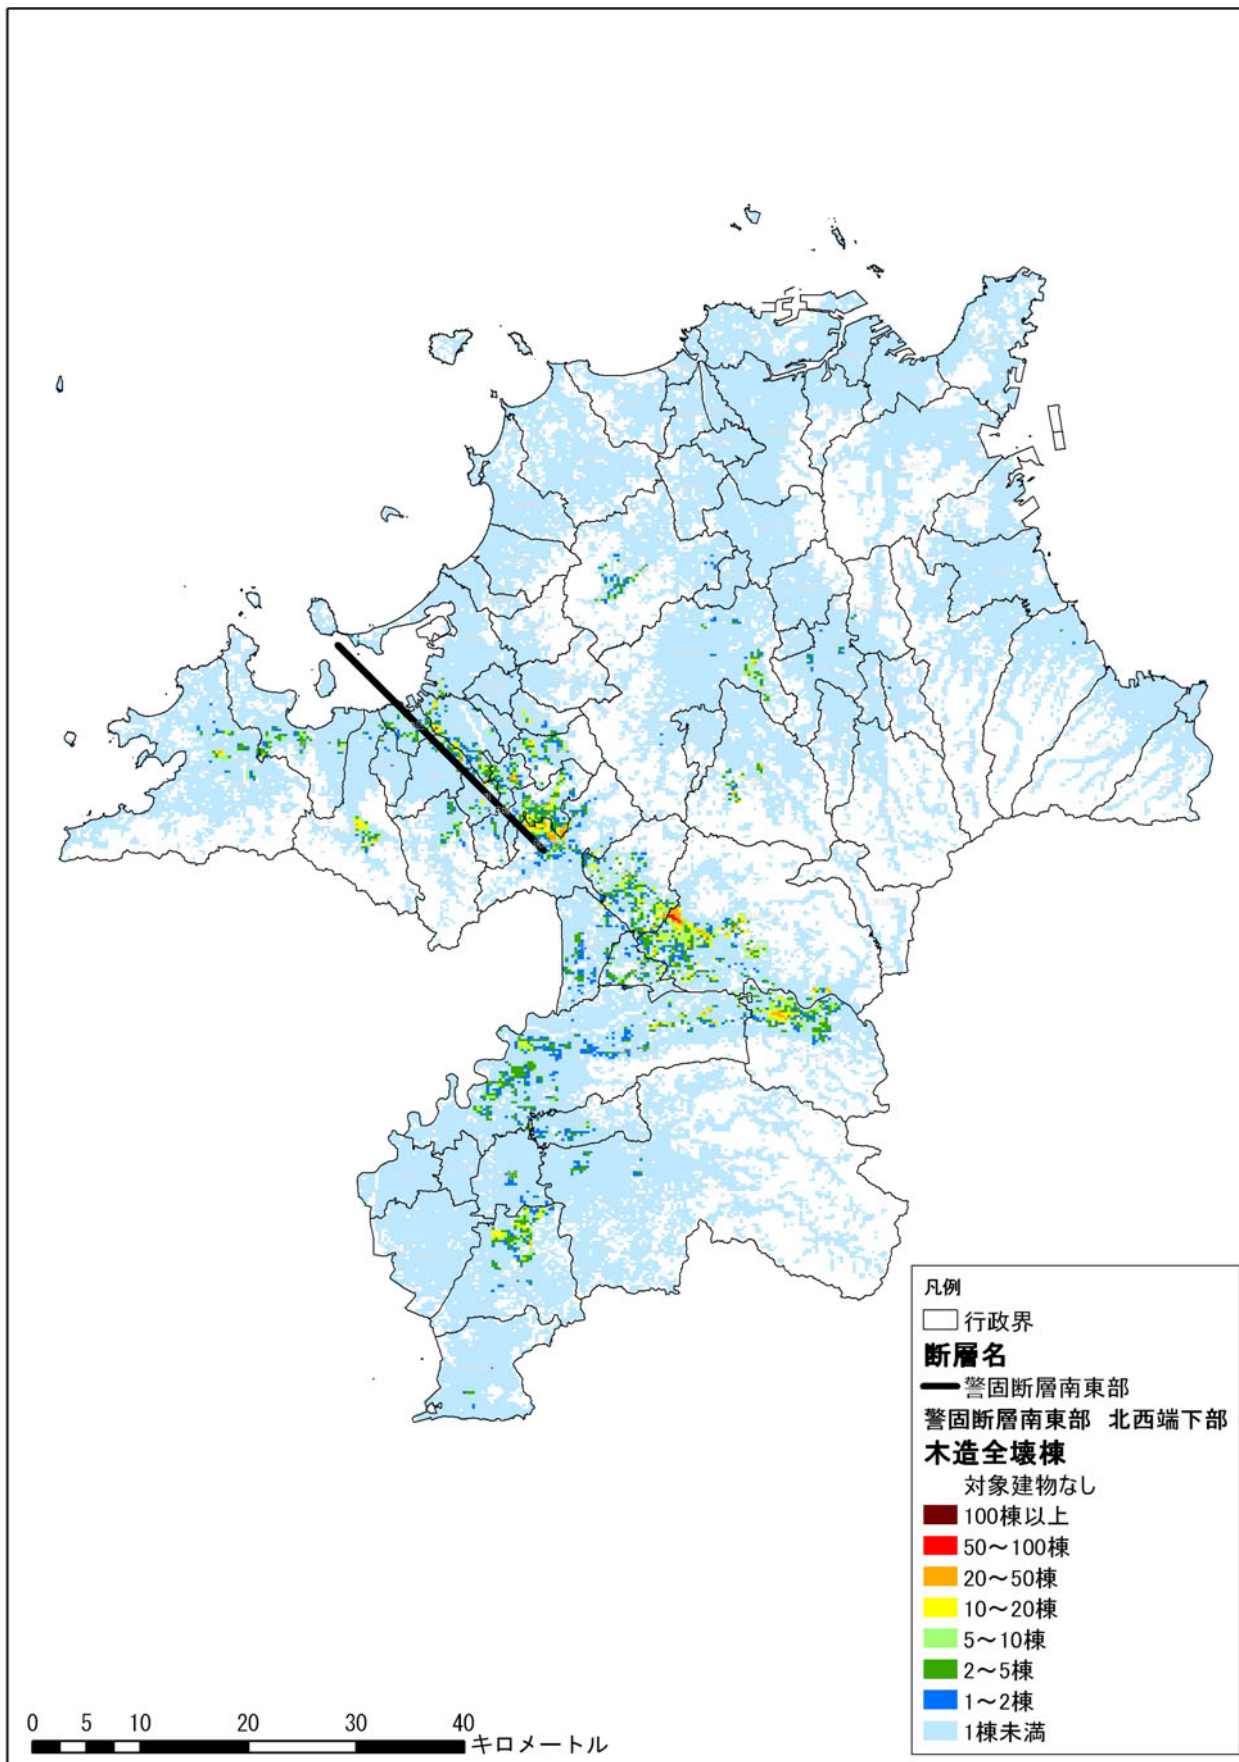 凡例
行政界
断層名
警固断層南東部
警固断層南東部 北西端下部
木造全壊棟
対象建物なし
100棟以上
50～100棟
20～50棟
10～20棟
5～10棟
2～5棟
1～2棟
1棟未満
0 5 10 20 30 40
キロメートル